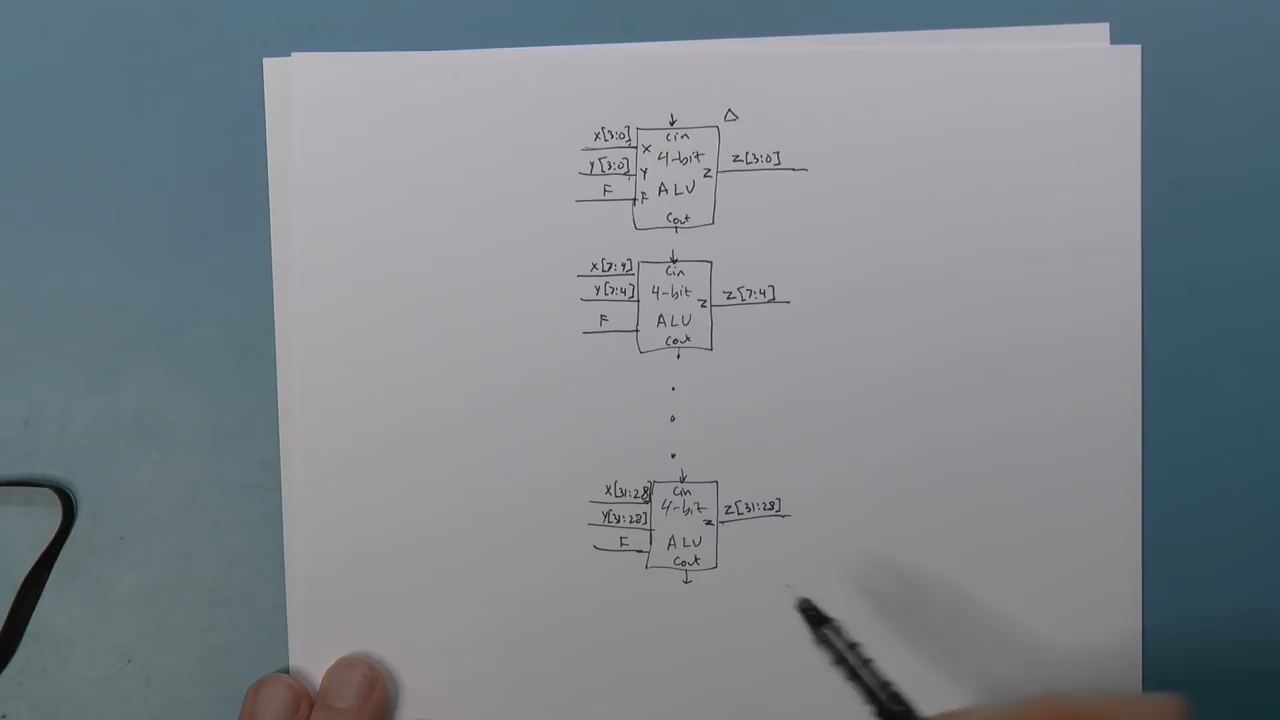 Δ
Cin
X[3:0]
X
4-bit
Z[3:0]
Y[3:0]
Y
Z
F
ALU
F
Cout
X[7:4]
Cin
Y[7:4]
4-bit
Z
Z[7:4]
F
ALU
Cout
X[31:28]
Cin
4-bit
Z[31:28]
Y[31:28]
Z
F
ALU
Cout